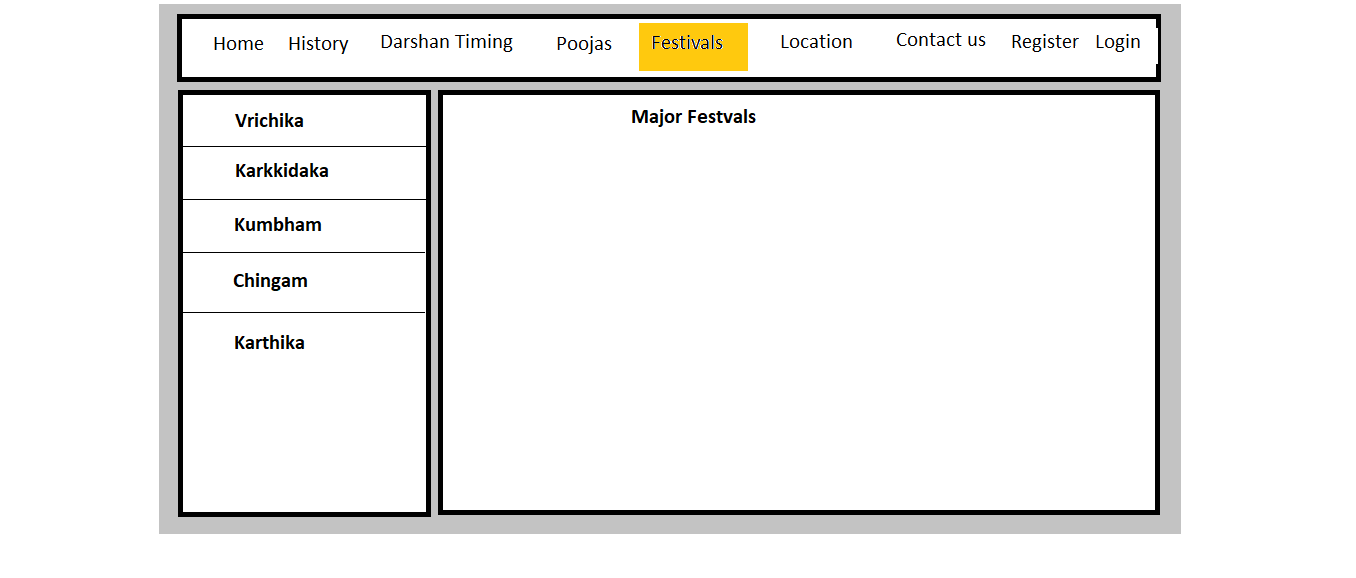 Home History Darshan Timing Poojas Festivals Location Contact us Register Login
Vrichika
Karkkidaka
Kumbham
Chingam
Karthika
Major Festvals